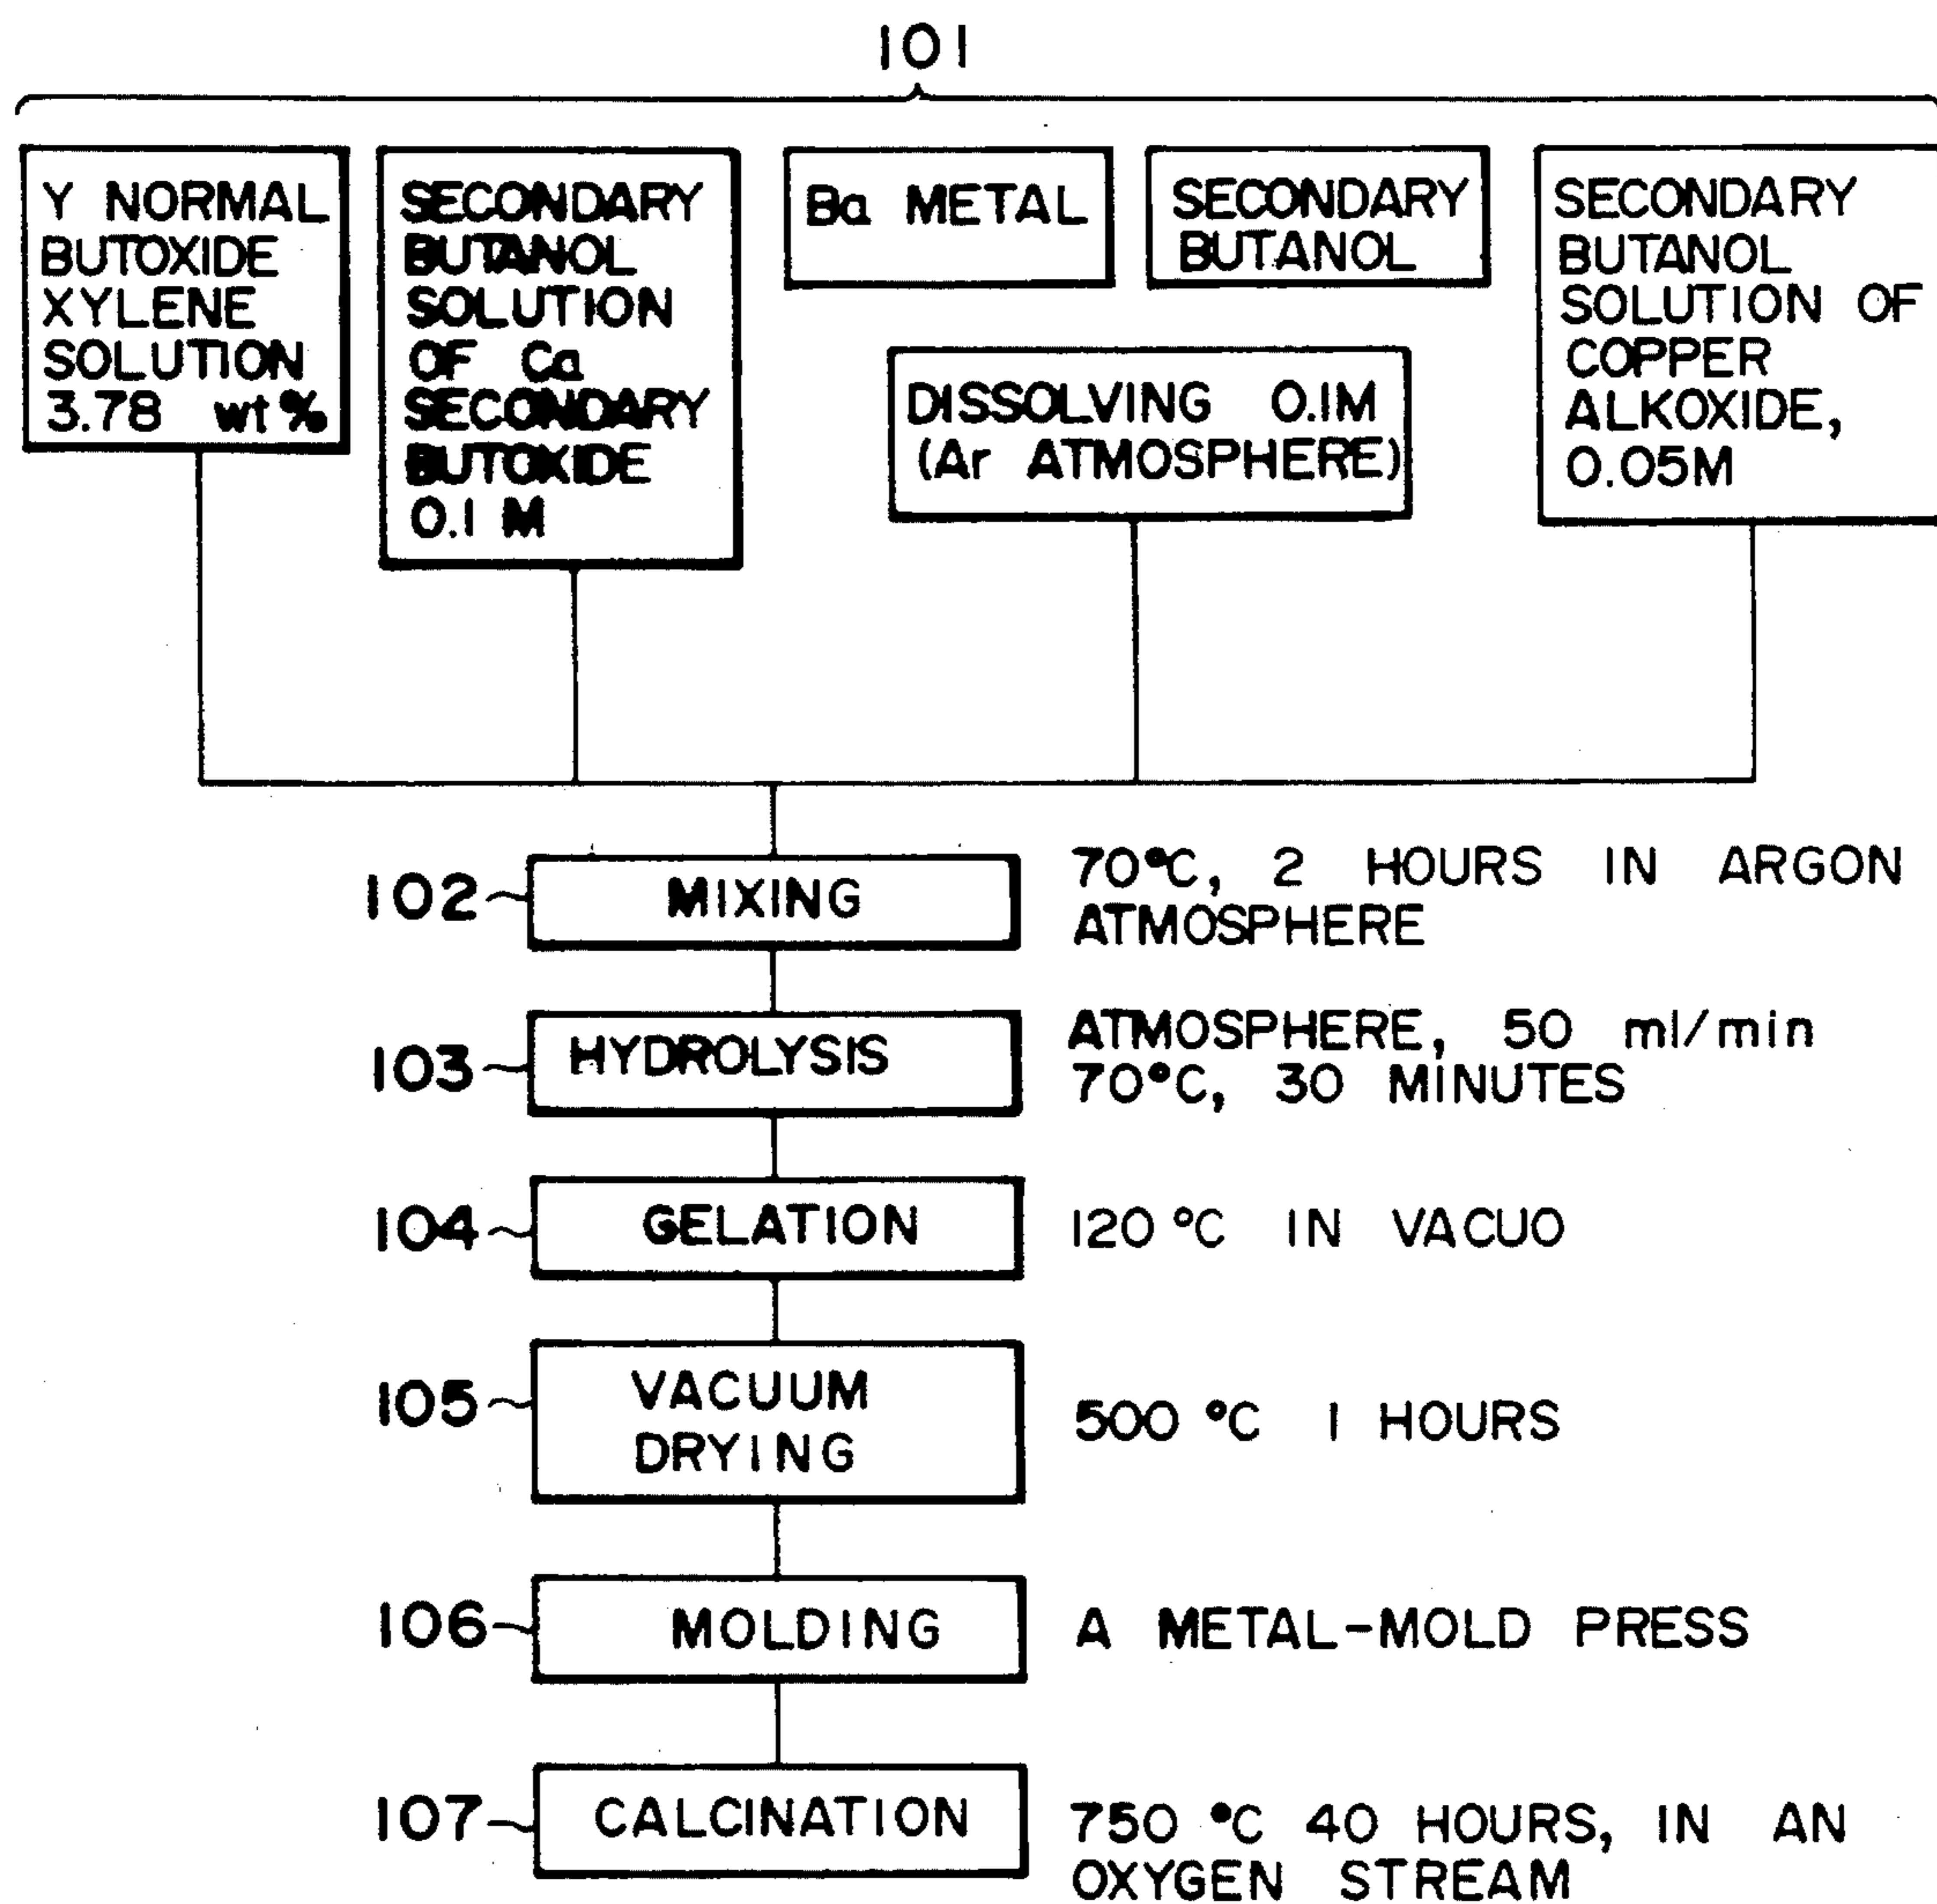 101
Y NORMAL
BUTOXIDE
XYLENE
SOLUTION
3.78 wt%
SECONDARY
BUTANOL
SOLUTION
OF Ca
SECONDARY
BUTOXIDE
0.1 M
Ba METAL
SECONDARY
BUTANOL
DISSOLVING 0.1M
(Ar ATMOSPHERE)
SECONDARY
BUTANOL
SOLUTION OF
COPPER
ALKOXIDE,
0.05M
102 MIXING 70°C, 2 HOURS IN ARGON
ATMOSPHERE
103 HYDROLYSIS ATMOSPHERE, 50 ml/min
70°C, 30 MINUTES
104 GELATION 120 °C IN VACUO
105 VACUUM
DRYING
500 °C 1 HOURS
106 MOLDING A METAL-MOLD PRESS
107 CALCINATION 750 °C 40 HOURS, IN AN
OXYGEN STREAM